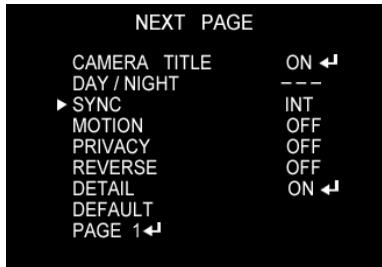 NEXT PAGE
CAMERA TITLE ON ↵
DAY / NIGHT ---
▶ SYNC INT
MOTION OFF
PRIVACY OFF
REVERSE OFF
DETAIL ON ↵
DEFAULT
PAGE 1↵